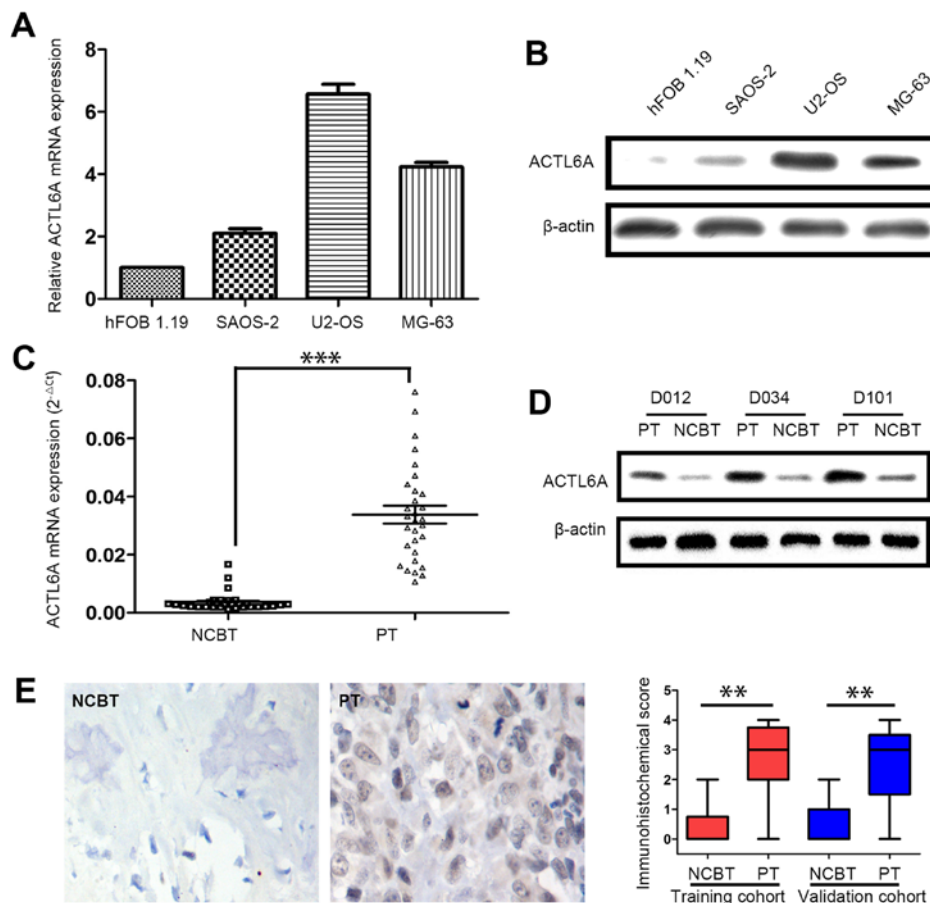 A
Relative ACTL6A mRNA expression
8
6
4
2
0
hFOB 1.19 SAOS-2 U2-OS MG-63
B
hFOB 1.19 SAOS-2 U2-OS MG-63
ACTL6A
β-actin
C
ACTL6A mRNA expression (2-ΔCt)
***
0.08
0.06
0.04
0.02
0.00
NCBT PT
D
D012 D034 D101
PT NCBT PT NCBT PT NCBT
ACTL6A
β-actin
E
NCBT
PT
Immunohistochemical score
** **
5
4
3
2
1
0
NCBT PT NCBT PT
Training cohort Validation cohort